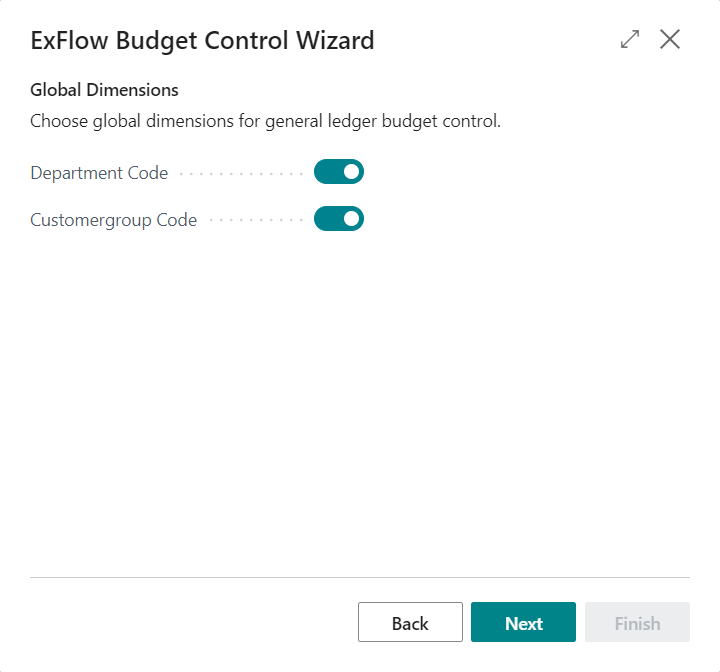 ExFlow Budget Control Wizard
Global Dimensions
Choose global dimensions for general ledger budget control.
Department Code
Customergroup Code
Back Next Finish